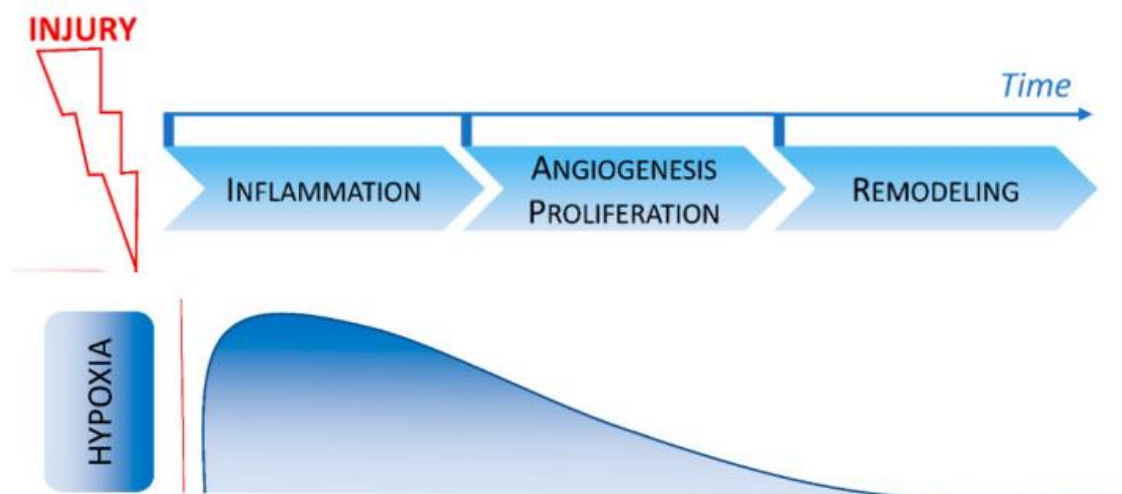 INJURY
Time
INFLAMMATION
ANGIOGENESIS
PROLIFERATION
REMODELING
HYPOXIA